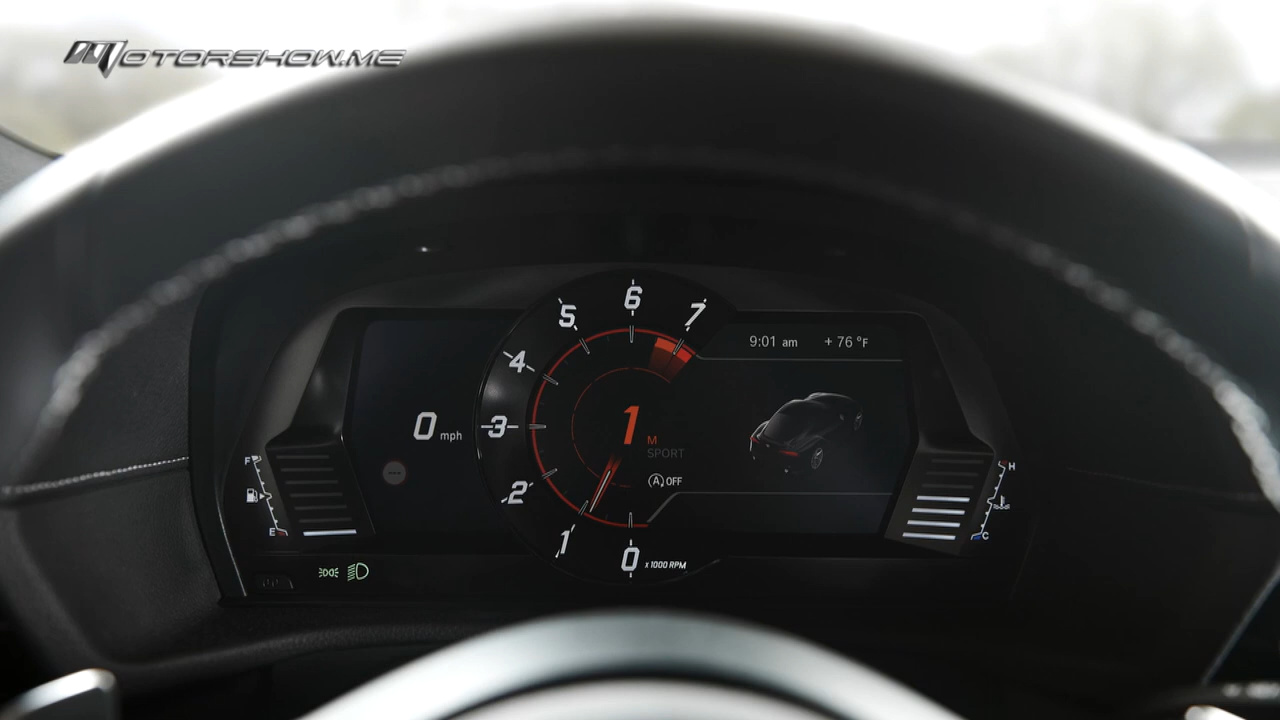 MOTORSHOW.ME
6
5
7
9:01 am
+ 76 °F
4
0 mph
3
1
M
SPORT
F
H
A OFF
2
E
C
1
0
x 1000 RPM